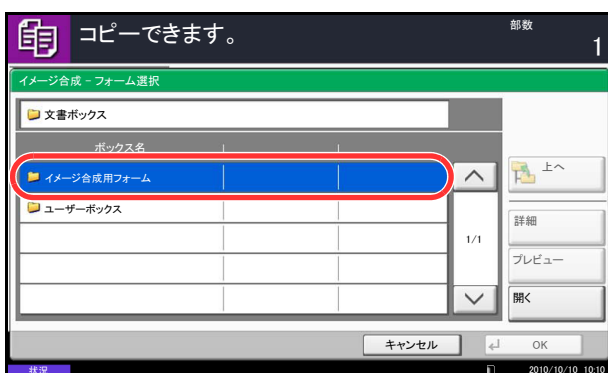 コピーできます。
部数
1
イメージ合成 - フォーム選択
文書ボックス
ボックス名
イメージ合成用フォーム
ユーザーボックス
1/1
上へ
詳細
プレビュー
開く
キャンセル
OK
状況
2010/10/10 10:10